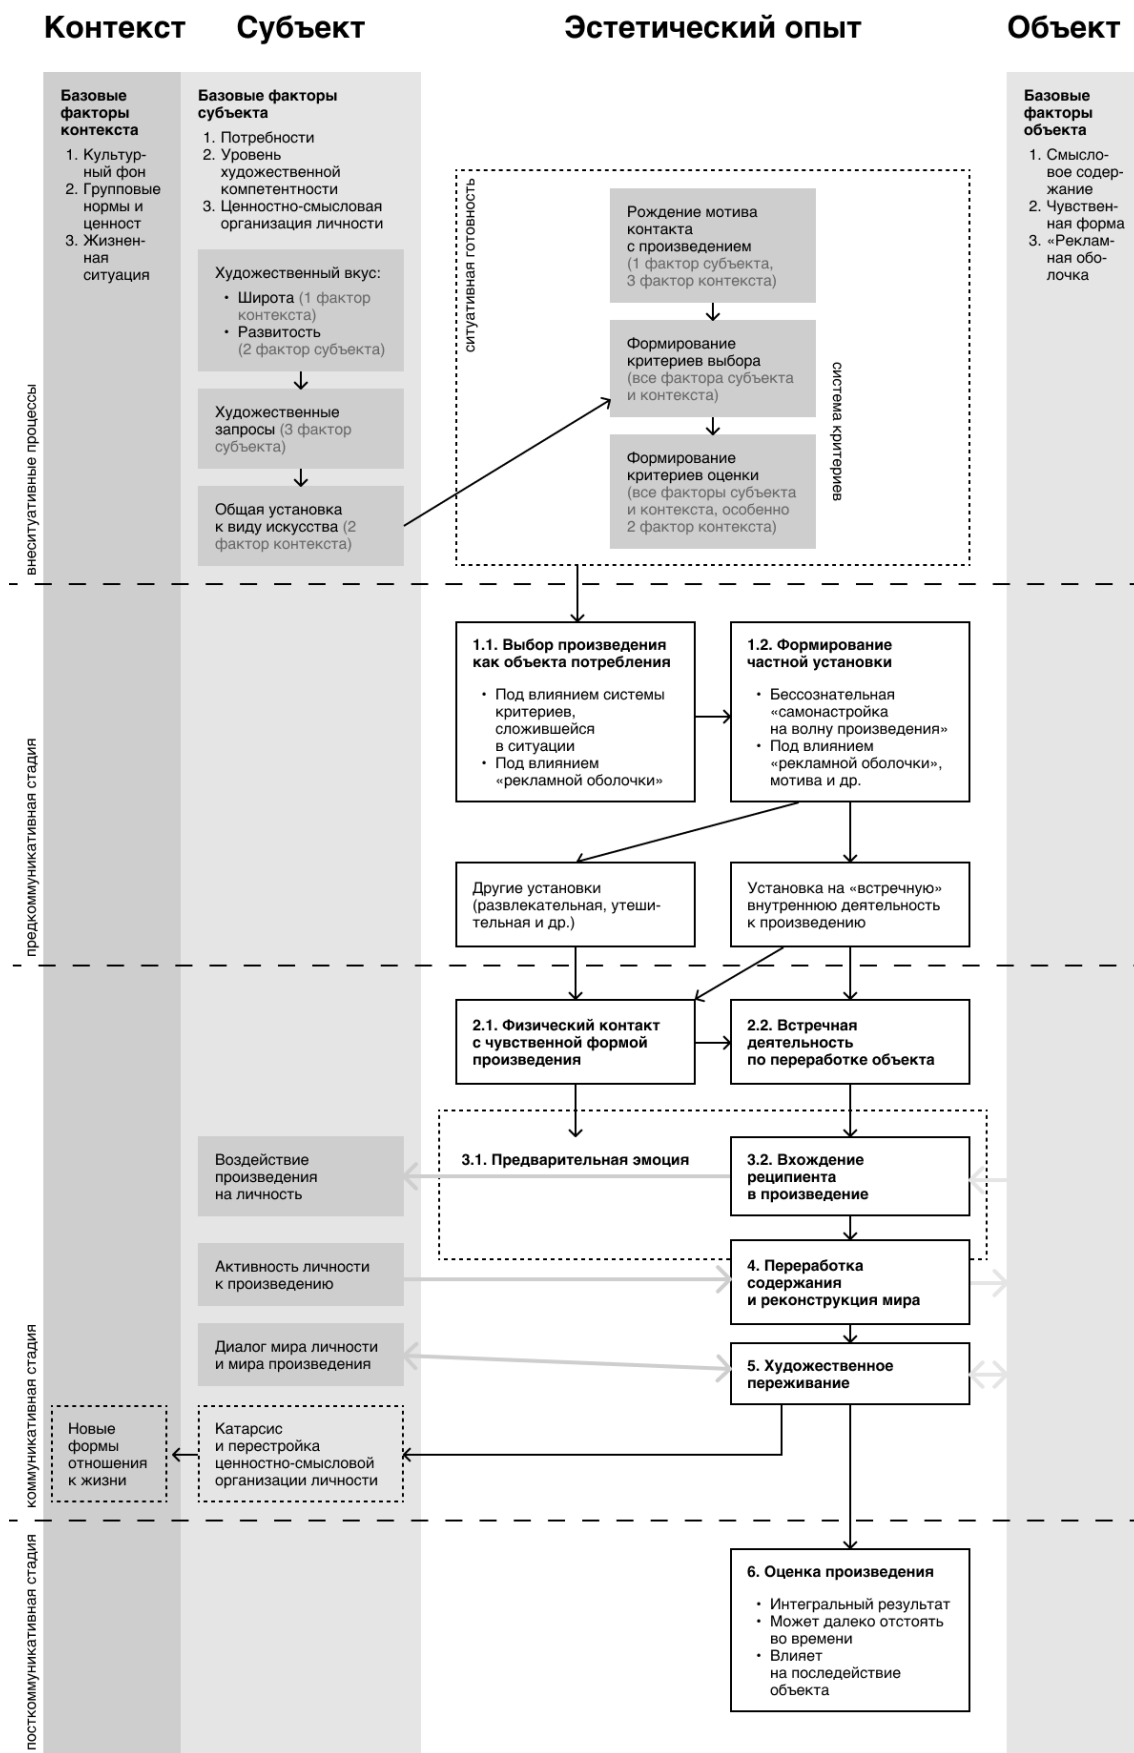 Контекст
Субъект
Эстетический опыт
Объект
Базовые
факторы
контекста
1. Культур-
ный фон
2. Групповые
нормы и
ценност
3. Жизнен-
ная
ситуация
Базовые факторы
субъекта
1. Потребности
2. Уровень
художественной
компетентности
3. Ценностно-смысловая
организация личности
Художественный вкус:
• Широта (1 фактор
контекста)
• Развитость
(2 фактор субъекта)
Художественные
запросы (3 фактор
субъекта)
Общая установка
к виду искусства (2
фактор контекста)
ситуативная готовность
Рождение мотива
контакта
с произведением
(1 фактор субъекта,
3 фактор контекста)
Формирование
критериев выбора
(все фактора субъекта
и контекста)
Формирование
критериев оценки
(все факторы субъекта
и контекста, особенно
2 фактор контекста)
система критериев
Базовые
факторы
объекта
1. Смысло-
вое содер-
жание
2. Чувствен-
ная форма
3. «Реклам-
ная обо-
лочка
внеситуативные процессы
предкоммуникативная стадия
1.1. Выбор произведения
как объекта потребления
• Под влиянием системы
критериев,
сложившейся
в ситуации
• Под влиянием
«рекламной оболочки»
1.2. Формирование
частной установки
• Бессознательная
«самонастройка
на волну произведения»
• Под влиянием
«рекламной оболочки»,
мотива и др.
Другие установки
(развлекательная, утеши-
тельная и др.)
Установка на «встречную»
внутреннюю деятельность
к произведению
коммуникативная стадия
2.1. Физический контакт
с чувственной формой
произведения
2.2. Встречная
деятельность
по переработке объекта
Воздействие
произведения
на личность
3.1. Предварительная эмоция
3.2. Вхождение
реципиента
в произведение
Активность личности
к произведению
4. Переработка
содержания
и реконструкция мира
Диалог мира личности
и мира произведения
5. Художественное
переживание
Новые
формы
отношения
к жизни
Катарсис
и перестройка
ценностно-смысловой
организации личности
посткоммуникативная стадия
6. Оценка произведения
• Интегральный результат
• Может далеко отстоять
во времени
• Влияет
на последействие
объекта